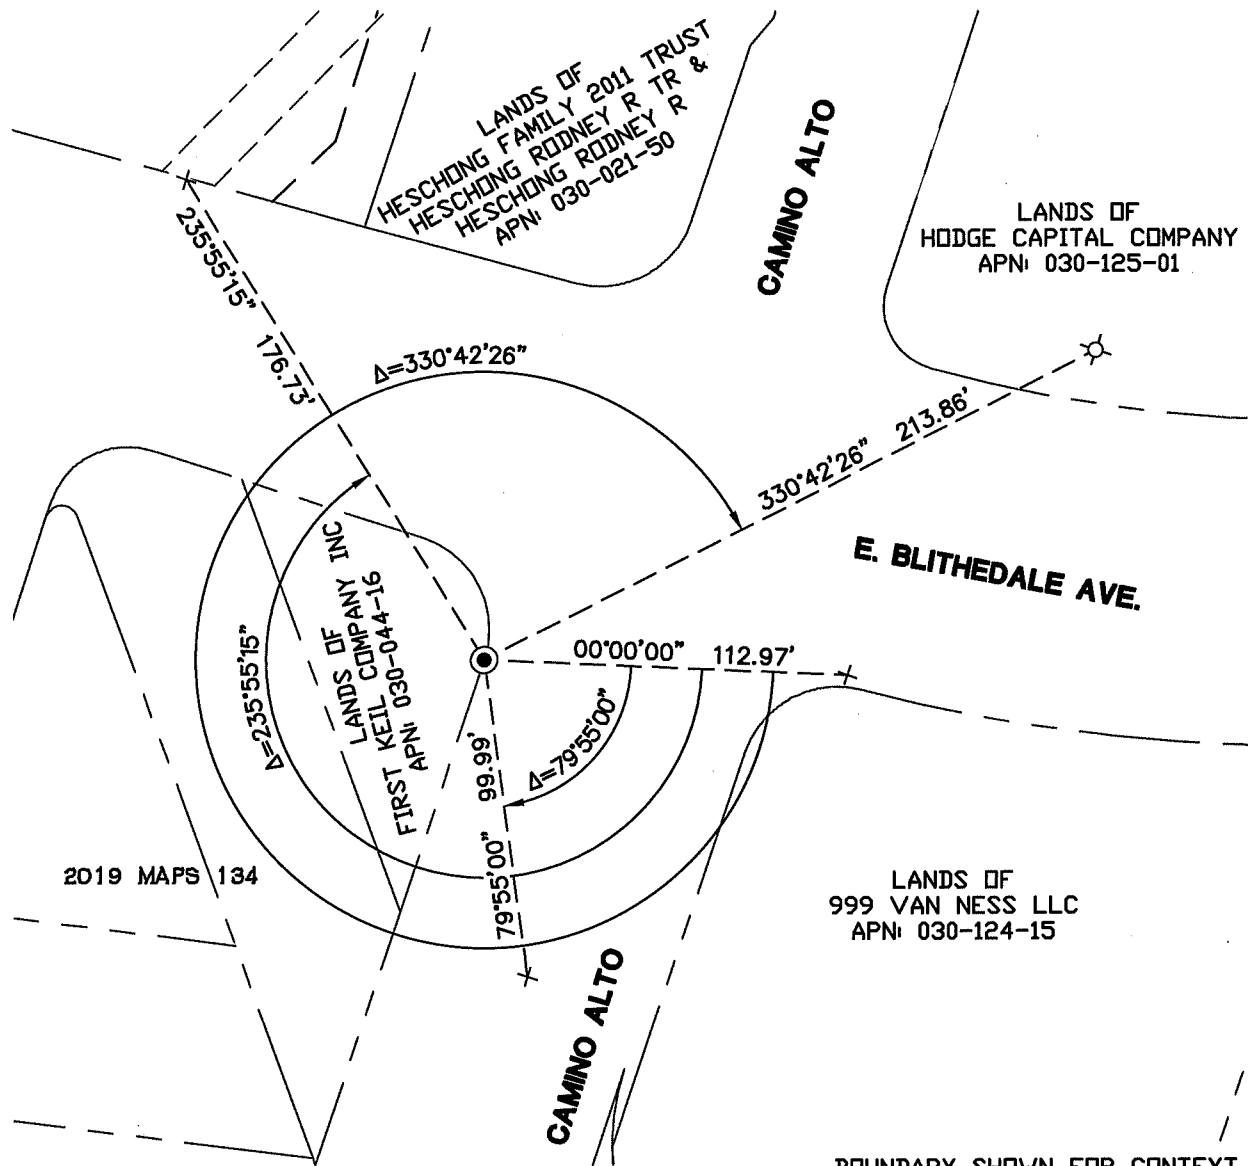 LANDS OF
HESCHONG FAMILY 2011 TRUST
HESCHONG RODNEY R TR &
HESCHONG RODNEY R
APN: 030-021-50
CAMINO ALTO
LANDS OF
HODGE CAPITAL COMPANY
APN: 030-125-01
235°55'15" 176.73'
Δ=330°42'26"
330°42'26" 213.86'
E. BLITHEDALE AVE.
LANDS OF
FIRST KEIL COMPANY INC
APN: 030-044-16
Δ=235°55'15"
00°00'00" 112.97'
Δ=79°55'00"
79°55'00" 99.99'
2019 MAPS 134
LANDS OF
999 VAN NESS LLC
APN: 030-124-15
CAMINO ALTO
BOUNDARY SHOWN FOR CONTEXT